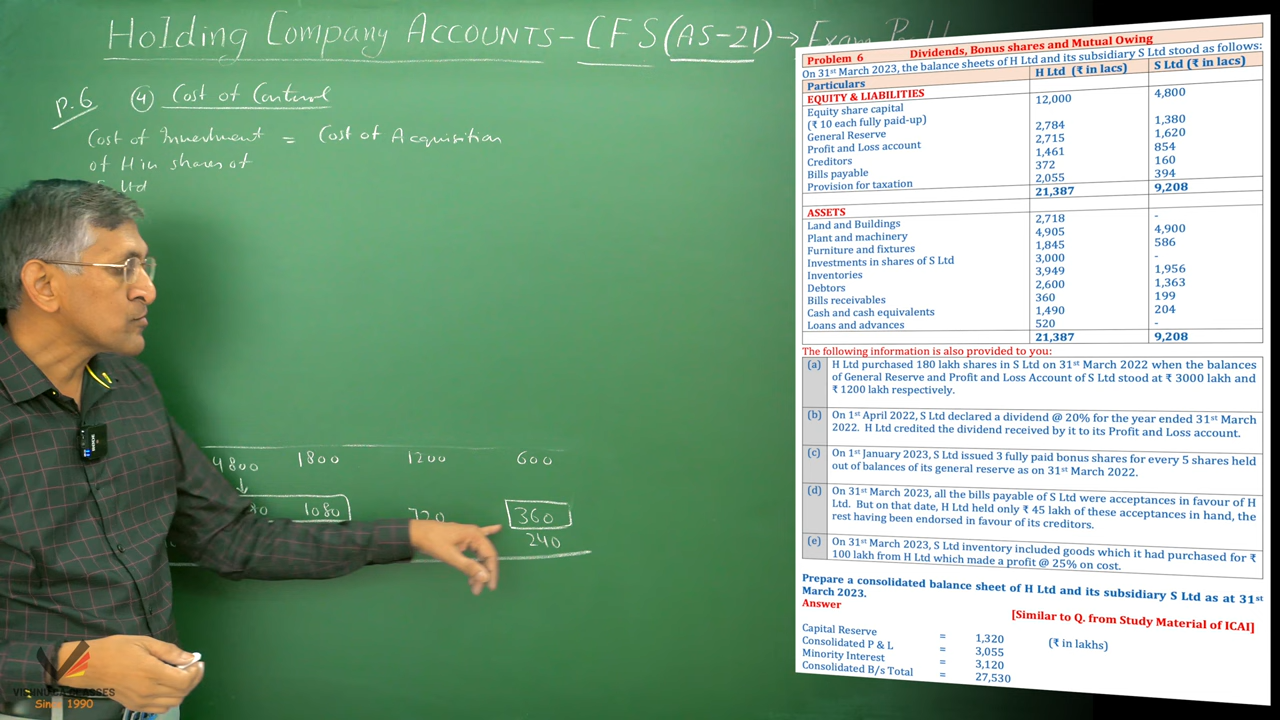 Holding Company Accounts - CFS (AS-21) →
P.6 (4) Cost of Control
Cost of Investment = Cost of Acquisition
of H in shares of
S Ltd
4800 1800 1200 600
1080 720 360
240
Problem 6 Dividends, Bonus shares and Mutual Owing
On 31st March 2023, the balance sheets of H Ltd and its subsidiary S Ltd stood as follows:
Particulars H Ltd (₹ in lacs) S Ltd (₹ in lacs)
EQUITY & LIABILITIES
Equity share capital 12,000 4,800
(₹ 10 each fully paid-up)
General Reserve 2,784 1,380
Profit and Loss account 2,715 1,620
Creditors 1,461 854
Bills payable 372 160
Provision for taxation 2,055 394
21,387 9,208
ASSETS
Land and Buildings 2,718 -
Plant and machinery 4,905 4,900
Furniture and fixtures 1,845 586
Investments in shares of S Ltd 3,000 -
Inventories 3,949 1,956
Debtors 2,600 1,363
Bills receivables 360 199
Cash and cash equivalents 1,490 204
Loans and advances 520 -
21,387 9,208
The following information is also provided to you:
(a) H Ltd purchased 180 lakh shares in S Ltd on 31st March 2022 when the balances
of General Reserve and Profit and Loss Account of S Ltd stood at ₹ 3000 lakh and
₹ 1200 lakh respectively.
(b) On 1st April 2022, S Ltd declared a dividend @ 20% for the year ended 31st March
2022. H Ltd credited the dividend received by it to its Profit and Loss account.
(c) On 1st January 2023, S Ltd issued 3 fully paid bonus shares for every 5 shares held
out of balances of its general reserve as on 31st March 2022.
(d) On 31st March 2023, all the bills payable of S Ltd were acceptances in favour of H
Ltd. But on that date, H Ltd held only ₹ 45 lakh of these acceptances in hand, the
rest having been endorsed in favour of its creditors.
(e) On 31st March 2023, S Ltd inventory included goods which it had purchased for ₹
100 lakh from H Ltd which made a profit @ 25% on cost.
Prepare a consolidated balance sheet of H Ltd and its subsidiary S Ltd as at 31st
March 2023.
Answer
[Similar to Q. from Study Material of ICAI]
Capital Reserve = 1,320 (₹ in lakhs)
Consolidated P & L = 3,055
Minority Interest = 3,120
Consolidated B/s Total = 27,530
Since 1990